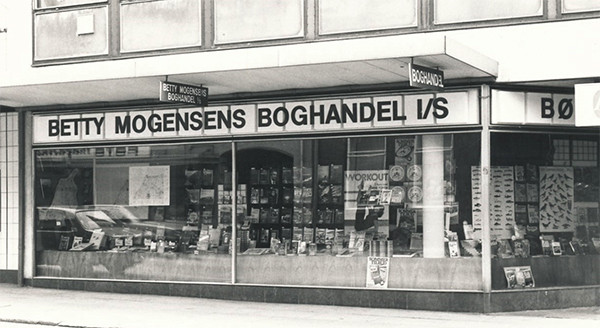 BETTY MOGENSENS
BOGHANDEL I/S
BOGHANDEL
BETTY MOGENSENS BOGHANDEL I/S
BØ
WORKOUT